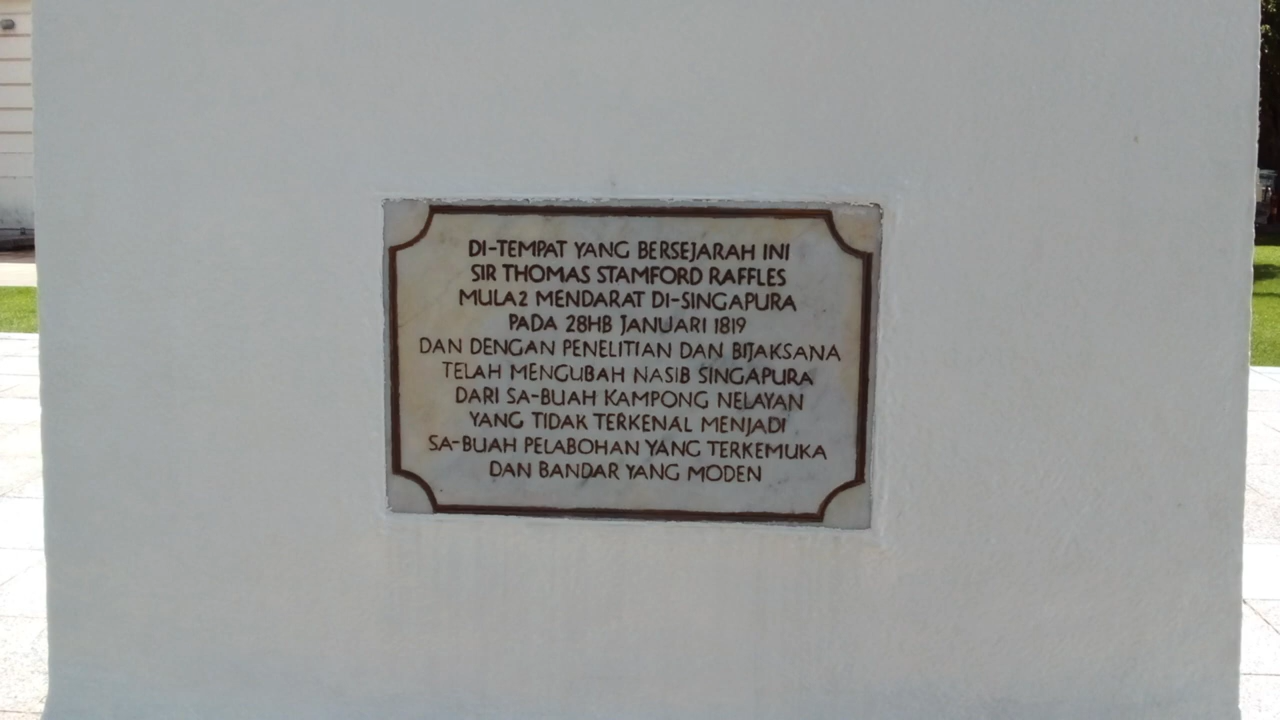 DI-TEMPAT YANG BERSEJARAH INI
SIR THOMAS STAMFORD RAFFLES
MULA2 MENDARAT DI-SINGAPURA
PADA 28HB JANUARI 1819
DAN DENGAN PENELITIAN DAN BIJAKSANA
TELAH MENGUBAH NASIB SINGAPURA
DARI SA-BUAH KAMPONG NELAYAN
YANG TIDAK TERKENAL MENJADI
SA-BUAH PELABOHAN YANG TERKEMUKA
DAN BANDAR YANG MODEN